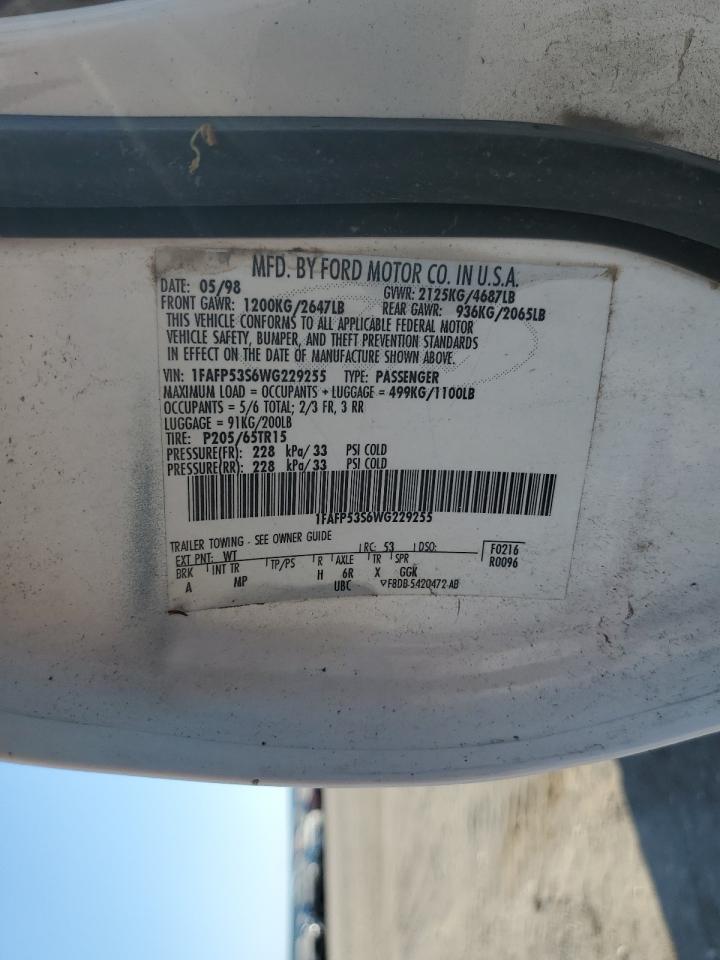 MFD. BY FORD MOTOR CO. IN U.S.A.
DATE: 05/98 GVWR: 2125KG/4687LB
FRONT GAWR: 1200KG/2647LB REAR GAWR: 936KG/2065LB
THIS VEHICLE CONFORMS TO ALL APPLICABLE FEDERAL MOTOR
VEHICLE SAFETY, BUMPER, AND THEFT PREVENTION STANDARDS
IN EFFECT ON THE DATE OF MANUFACTURE SHOWN ABOVE.
VIN: 1FAFP53S6WG229255 TYPE: PASSENGER
MAXIMUM LOAD = OCCUPANTS + LUGGAGE = 499KG/1100LB
OCCUPANTS = 5/6 TOTAL; 2/3 FR, 3 RR
LUGGAGE = 91KG/200LB
TIRE: P205/65TR15
PRESSURE(FR): 228 kPa/33 PSI COLD
PRESSURE(RR): 228 kPa/33 PSI COLD
1FAFP53S6WG229255
TRAILER TOWING - SEE OWNER GUIDE
EXT PNT: WT RC: 53 DSO: F0216
BRK INT TR TP/PS R AXLE TR SPR R0096
A MP H 6R X GGK
UBC ▽F8DB-5420472-AB